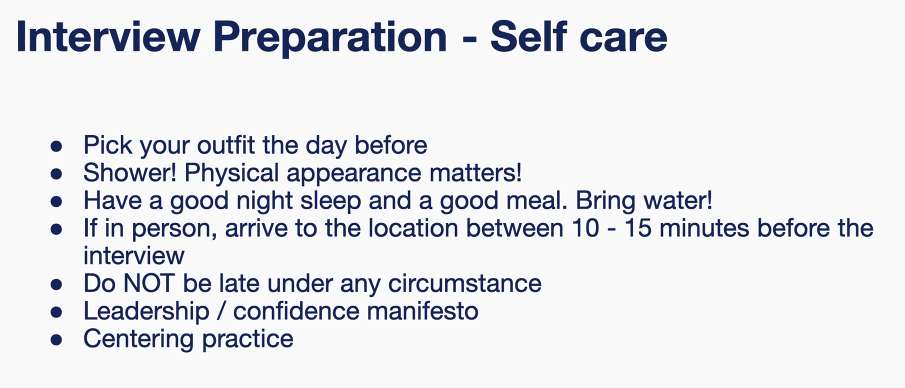 Interview Preparation - Self care
● Pick your outfit the day before
● Shower! Physical appearance matters!
● Have a good night sleep and a good meal. Bring water!
● If in person, arrive to the location between 10 - 15 minutes before the
interview
● Do NOT be late under any circumstance
● Leadership / confidence manifesto
● Centering practice